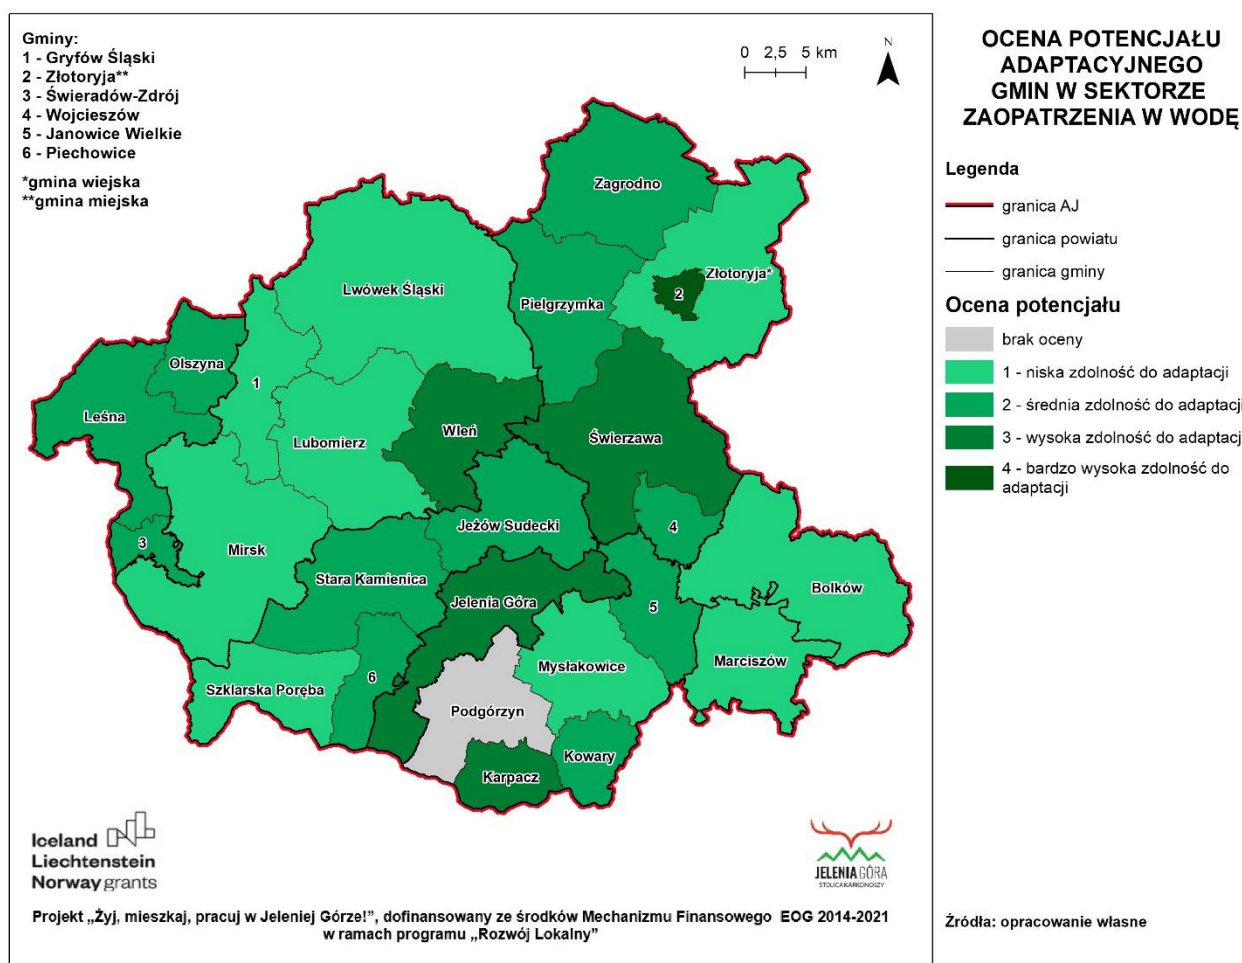 Gminy:
1 - Gryfów Śląski
2 - Złotoryja**
3 - Świeradów-Zdrój
4 - Wojcieszów
5 - Janowice Wielkie
6 - Piechowice
*gmina wiejska
**gmina miejska
0 2,5 5 km
N
OCENA POTENCJAŁU
ADAPTACYJNEGO
GMIN W SEKTORZE
ZAOPATRZENIA W WODĘ
Legenda
granica AJ
granica powiatu
granica gminy
Ocena potencjału
brak oceny
1 - niska zdolność do adaptacji
2 - średnia zdolność do adaptacji
3 - wysoka zdolność do adaptacj
4 - bardzo wysoka zdolność do
adaptacji
Zagrodno
Złotoryja*
2
Lwówek Śląski
Pielgrzymka
Olszyna
1
Leśna
Lubomierz
Wleń
Świerzawa
3
Mirsk
Jeżów Sudecki
4
Stara Kamienica
Jelenia Góra
5
Bolków
Mysłakowice
Marciszów
Szklarska Poręba
6
Podgórzyn
Kowary
Karpacz
Iceland
Liechtenstein
Norway grants
JELENIA GÓRA
STOLICA KARKONOSZY
Projekt „Żyj, mieszkaj, pracuj w Jeleniej Górze!”, dofinansowany ze środków Mechanizmu Finansowego EOG 2014-2021
w ramach programu „Rozwój Lokalny”
Źródła: opracowanie własne